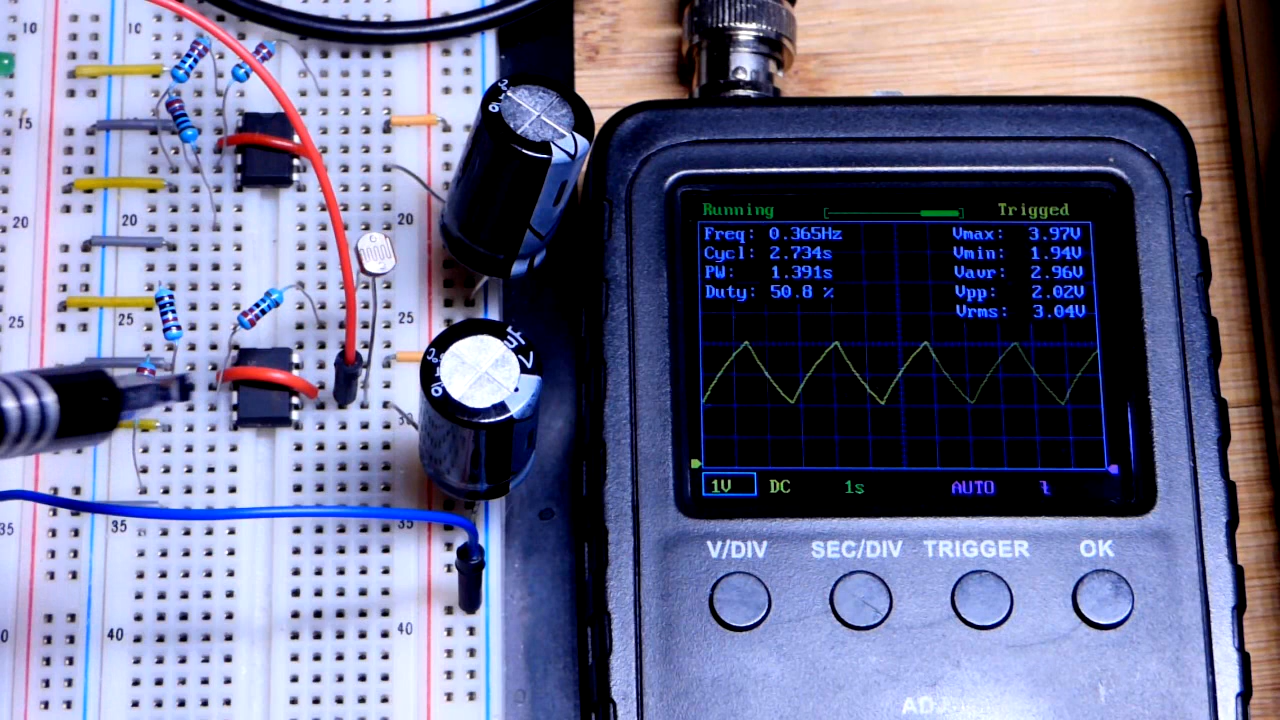 10 10
15
20 20 20
25 25 25
30
35 35 35
40 40
Running Trigged
Freq: 0.365Hz Vmax: 3.97V
Cycl: 2.734s Vmin: 1.94V
PW: 1.391s Vavr: 2.96V
Duty: 50.8 % Vpp: 2.02V
Vrms: 3.04V
1V DC 1s AUTO
V/DIV SEC/DIV TRIGGER OK